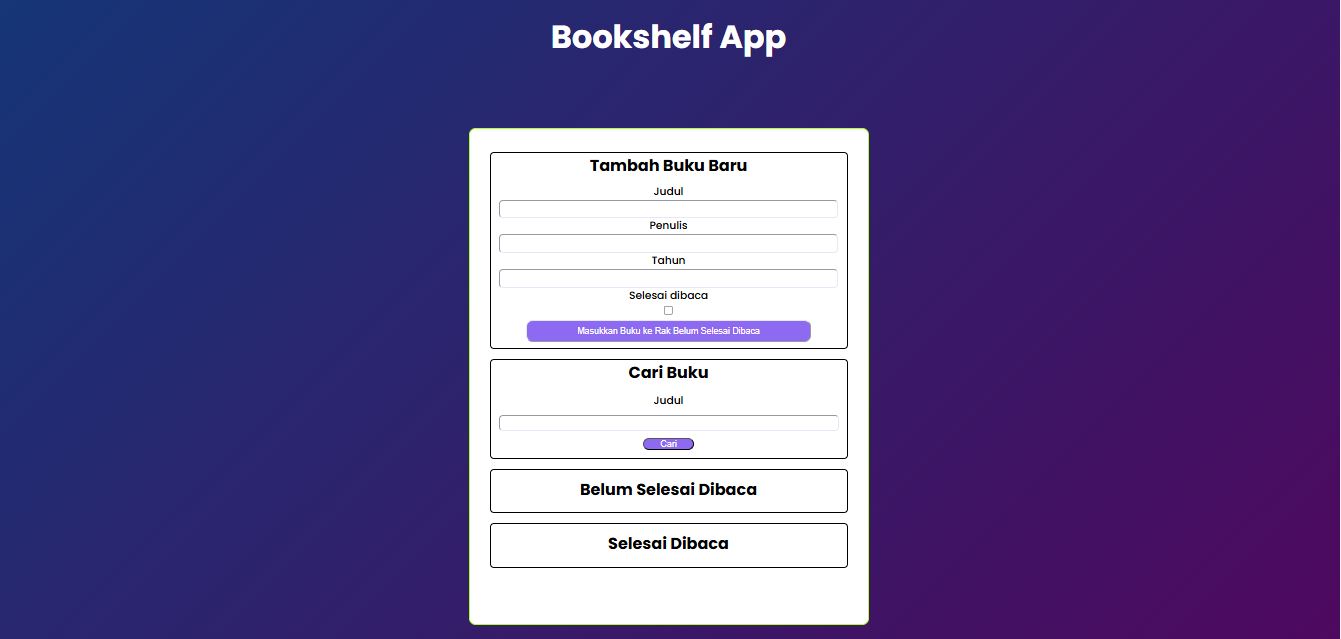 Bookshelf App
Tambah Buku Baru
Judul
Penulis
Tahun
Selesai dibaca
Masukkan Buku ke Rak Belum Selesai Dibaca
Cari Buku
Judul
Cari
Belum Selesai Dibaca
Selesai Dibaca